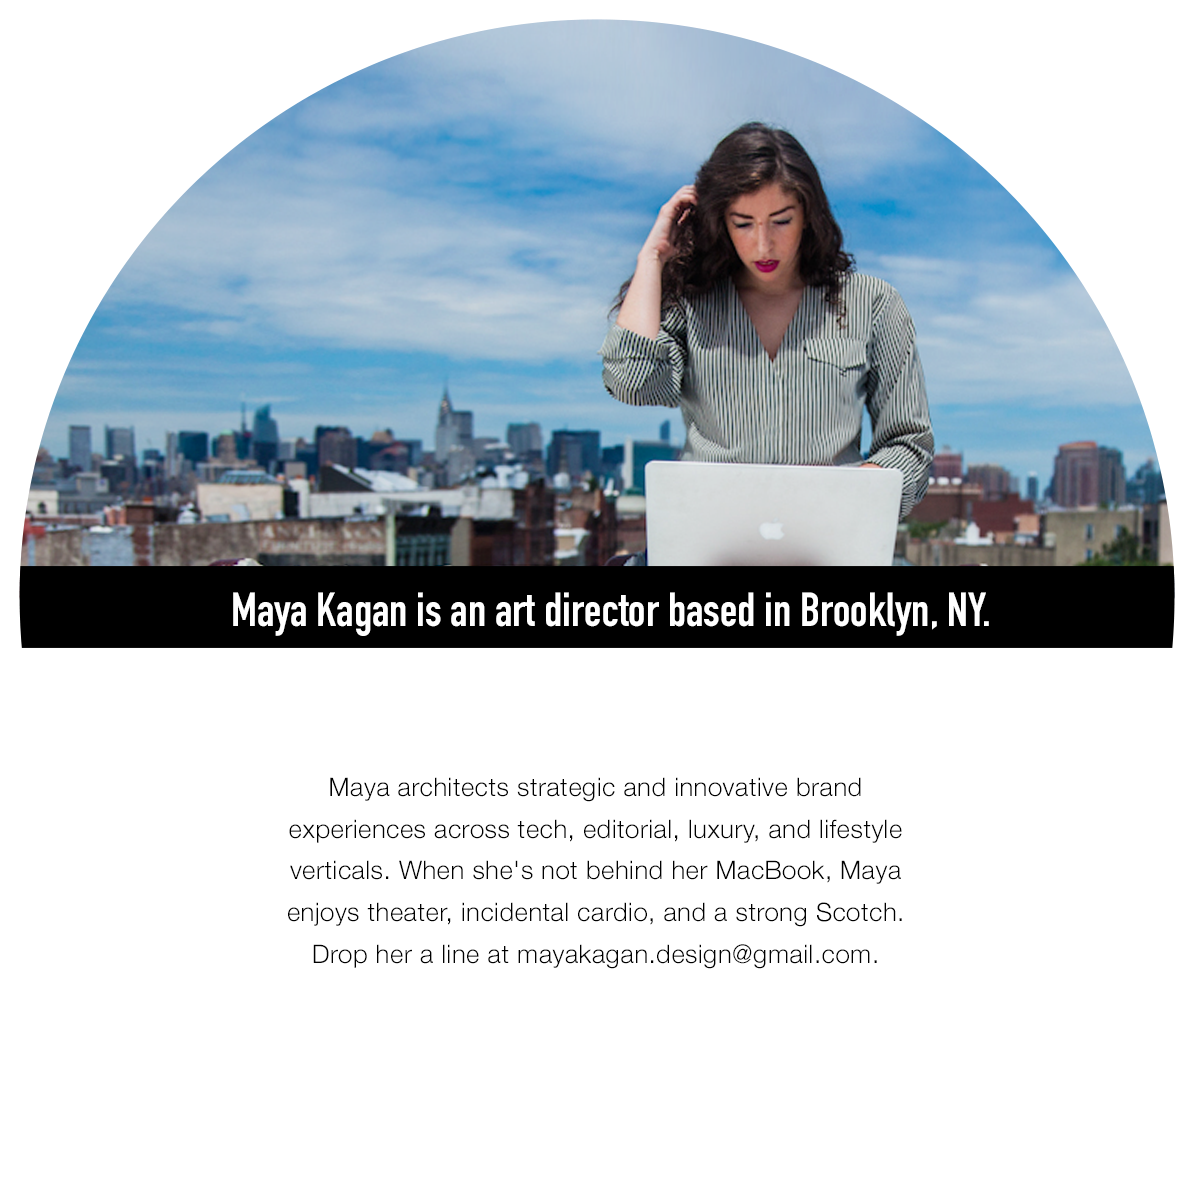 Maya Kagan is an art director based in Brooklyn, NY.
Maya architects strategic and innovative brand
experiences across tech, editorial, luxury, and lifestyle
verticals. When she's not behind her MacBook, Maya
enjoys theater, incidental cardio, and a strong Scotch.
Drop her a line at mayakagan.design@gmail.com.